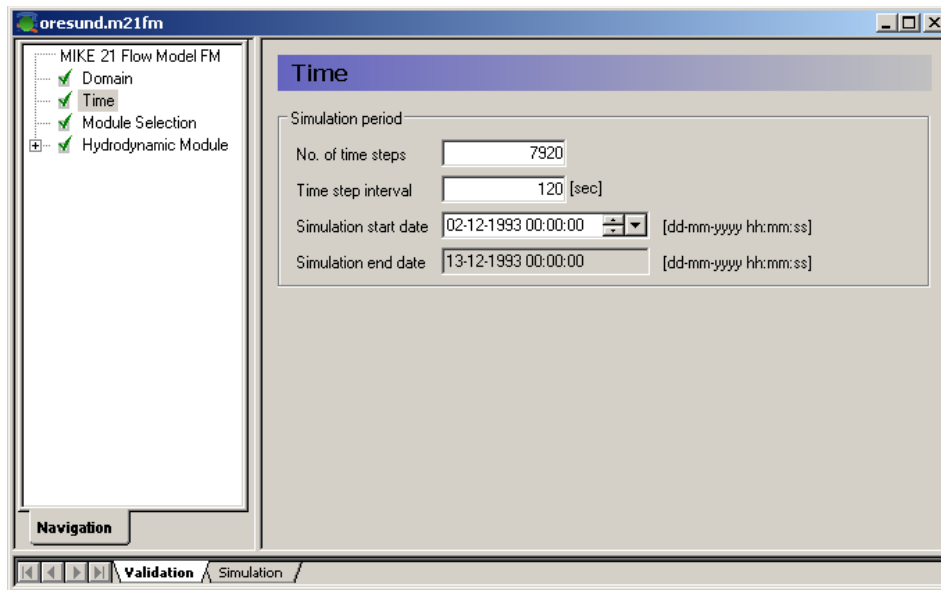 oresund.m21fm
MIKE 21 Flow Model FM
Domain
Time
Module Selection
Hydrodynamic Module
Navigation
Time
Simulation period
No. of time steps 7920
Time step interval 120 [sec]
Simulation start date 02-12-1993 00:00:00 [dd-mm-yyyy hh:mm:ss]
Simulation end date 13-12-1993 00:00:00 [dd-mm-yyyy hh:mm:ss]
Validation Simulation